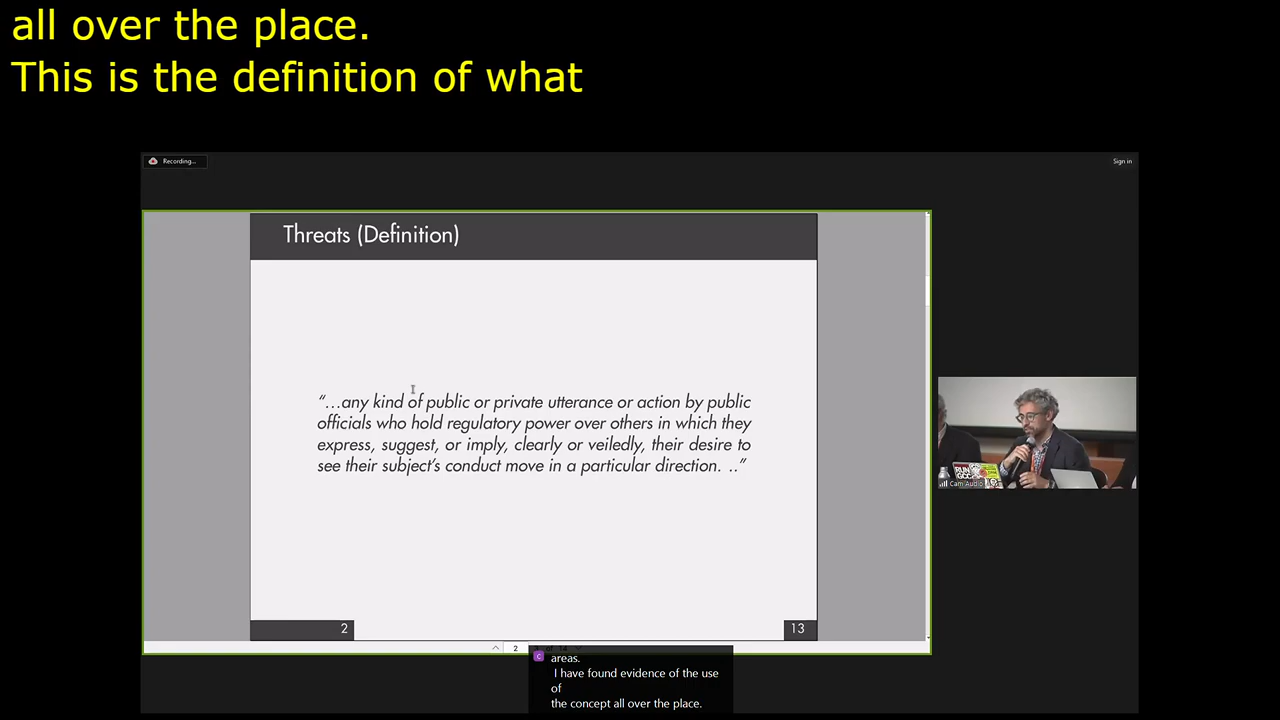 all over the place.
This is the definition of what
Recording...
Sign in
Threats (Definition)
“...any kind of public or private utterance or action by public
officials who hold regulatory power over others in which they
express, suggest, or imply, clearly or veiledly, their desire to
see their subject’s conduct move in a particular direction. ..”
2
13
Cam Audio
2
areas.
I have found evidence of the use
of
the concept all over the place.